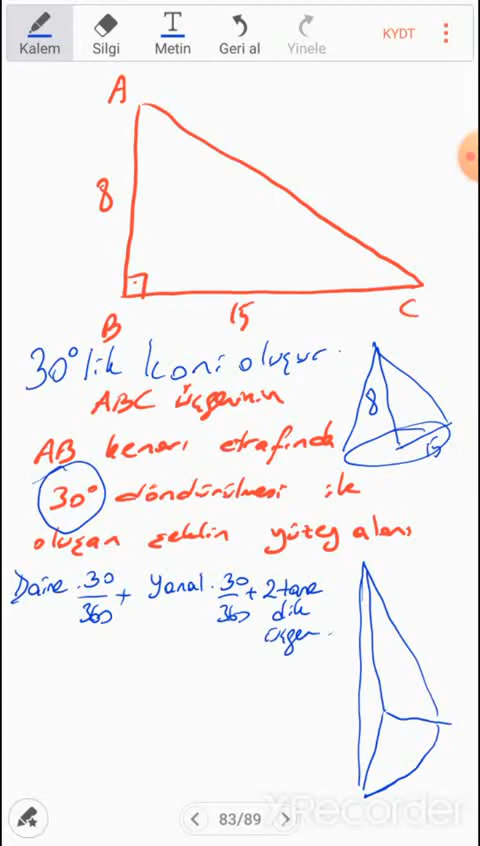 Kalem Silgi Metin Geri al Yinele KYDT
A
8
B 15 C
30° lik koni oluşur.
8
15
ABC üçgeninin
AB kenarı etrafında
30° döndürülmesi ile
oluşan şeklin yüzey alanı
Daire . 30/360 + Yanal . 30/360 + 2 tane
dik
üçgen.
83/89
XRecorder